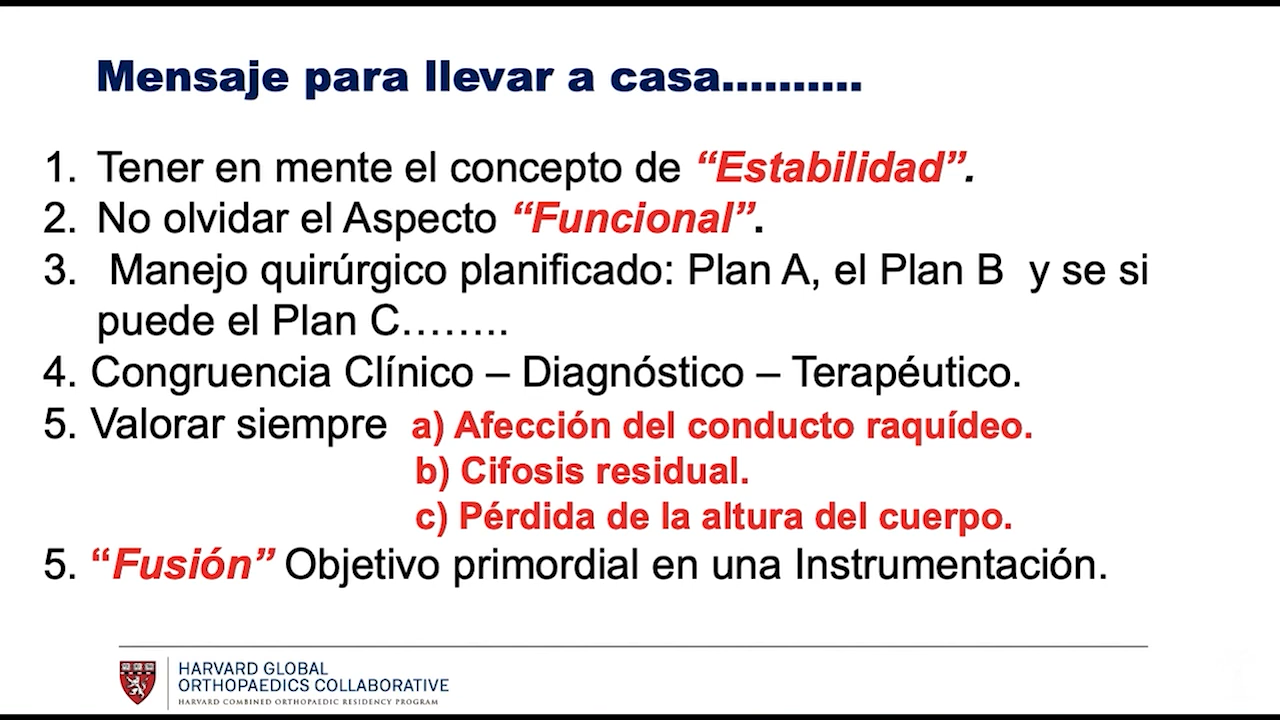 Mensaje para llevar a casa..........
1. Tener en mente el concepto de “Estabilidad”.
2. No olvidar el Aspecto “Funcional”.
3. Manejo quirúrgico planificado: Plan A, el Plan B y se si
puede el Plan C……..
4. Congruencia Clínico – Diagnóstico – Terapéutico.
5. Valorar siempre a) Afección del conducto raquídeo.
b) Cifosis residual.
c) Pérdida de la altura del cuerpo.
5. “Fusión” Objetivo primordial en una Instrumentación.
HARVARD GLOBAL
ORTHOPAEDICS COLLABORATIVE
HARVARD COMBINED ORTHOPAEDIC RESIDENCY PROGRAM